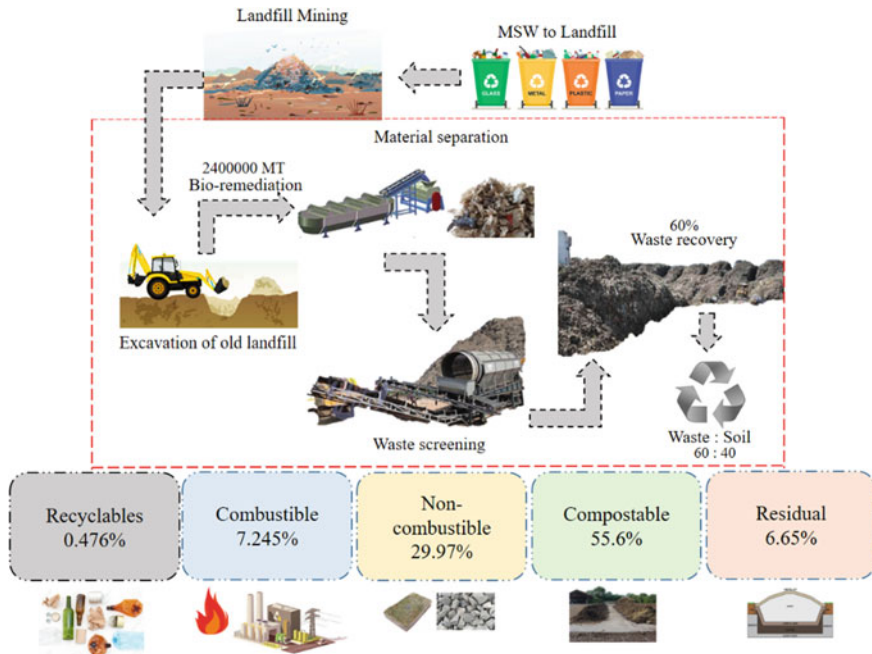 Landfill Mining
MSW to Landfill
GLASS
METAL
PLASTIC
PAPER
Material separation
2400000 MT
Bio-remediation
60%
Waste recovery
Excavation of old landfill
Waste screening
Waste : Soil
60 : 40
Recyclables
0.476%
Combustible
7.245%
Non-
combustible
29.97%
Compostable
55.6%
Residual
6.65%